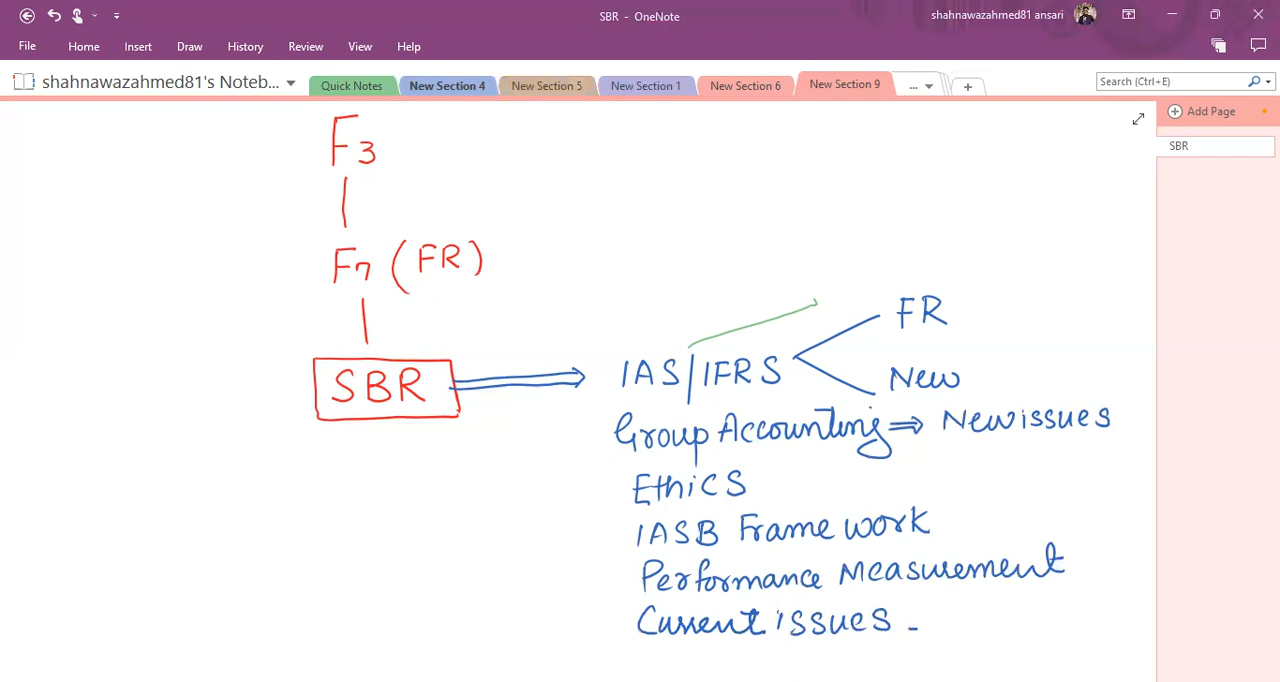 SBR - OneNote
shahnawazahmed81 ansari
File Home Insert Draw History Review View Help
shahnawazahmed81's Noteb...
Quick Notes New Section 4 New Section 5 New Section 1 New Section 6 New Section 9 ...
Search (Ctrl+E)
Add Page
SBR
F3
F7 (FR)
SBR
IAS/IFRS
FR
New
Group Accounting ⇒ New issues
Ethics
IASB Frame work
Performance Measurement
Current issues -